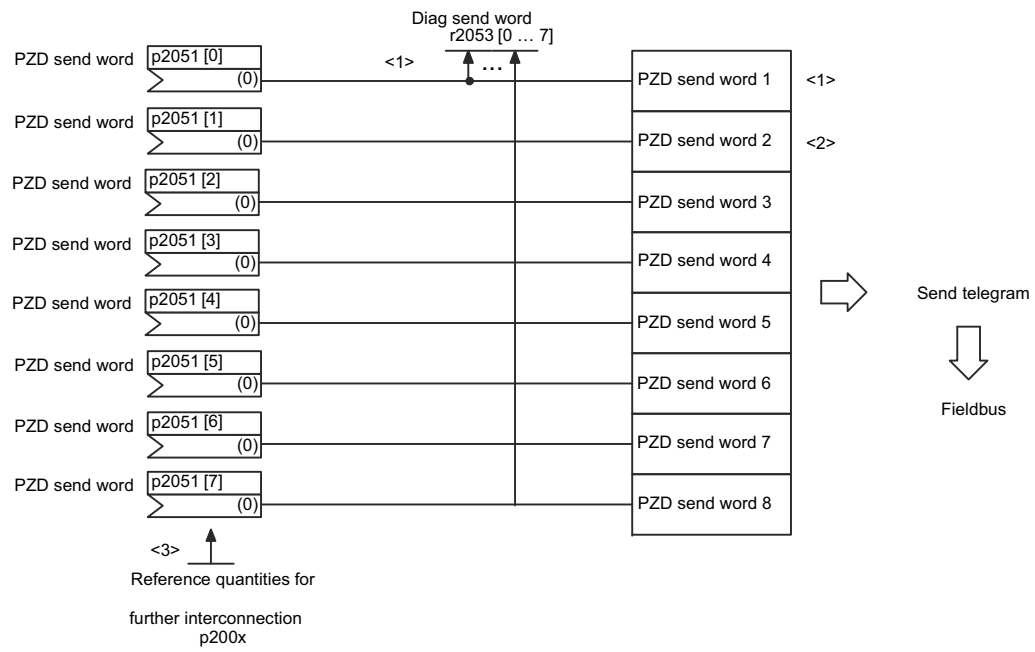 Diag send word
r2053 [0 ... 7]
PZD send word p2051 [0] <1> ...
(0) PZD send word 1 <1>
PZD send word p2051 [1]
(0) PZD send word 2 <2>
PZD send word p2051 [2]
(0) PZD send word 3
PZD send word p2051 [3]
(0) PZD send word 4
PZD send word p2051 [4] Send telegram
(0) PZD send word 5
PZD send word p2051 [5]
(0) PZD send word 6
Fieldbus
PZD send word p2051 [6]
(0) PZD send word 7
PZD send word p2051 [7]
(0) PZD send word 8
<3>
Reference quantities for
further interconnection
p200x